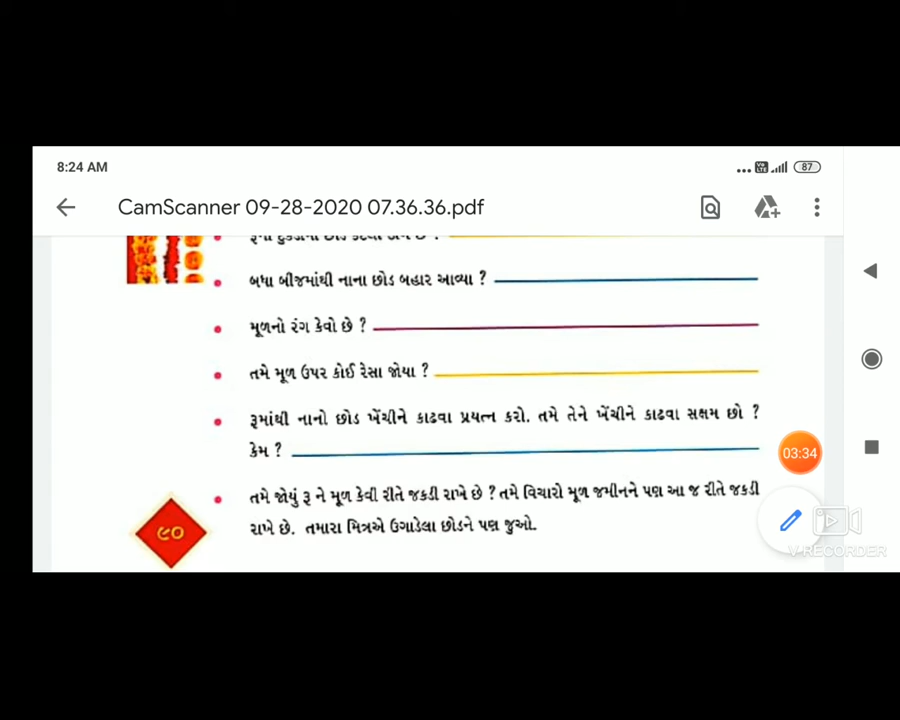 8:24 AM
87
CamScanner 09-28-2020 07.36.36.pdf
બધા બીજમાંથી નાના છોડ બહાર આવ્યા ?
મૂળનો રંગ કેવો છે ?
તમે મૂળ ઉપર કોઈ રેસા જોયા ?
રૂમાંથી નાનો છોડ ખેંચીને કાઢવા પ્રયત્ન કરો. તમે તેને ખેંચીને કાઢવા સક્ષમ છો ?
કેમ ?
03:34
તમે જોયું રૂ ને મૂળ કેવી રીતે જકડી રાખે છે ? તમે વિચારો મૂળ જમીનને પણ આ જ રીતે જકડી
રાખે છે. તમારા મિત્રએ ઉગાડેલા છોડને પણ જુઓ.
૯૦
V RECORDER